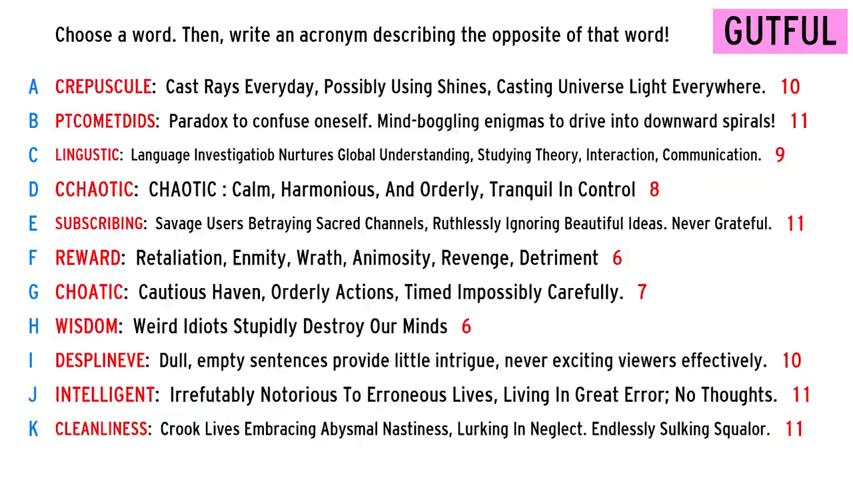 Choose a word. Then, write an acronym describing the opposite of that word!
GUTFUL
A CREPUSCULE: Cast Rays Everyday, Possibly Using Shines, Casting Universe Light Everywhere. 10
B PTCOMETDIDS: Paradox to confuse oneself. Mind-boggling enigmas to drive into downward spirals! 11
C LINGUSTIC: Language Investigatiob Nurtures Global Understanding, Studying Theory, Interaction, Communication. 9
D CCHAOTIC: CHAOTIC : Calm, Harmonious, And Orderly, Tranquil In Control 8
E SUBSCRIBING: Savage Users Betraying Sacred Channels, Ruthlessly Ignoring Beautiful Ideas. Never Grateful. 11
F REWARD: Retaliation, Enmity, Wrath, Animosity, Revenge, Detriment 6
G CHOATIC: Cautious Haven, Orderly Actions, Timed Impossibly Carefully. 7
H WISDOM: Weird Idiots Stupidly Destroy Our Minds 6
I DESPLINEVE: Dull, empty sentences provide little intrigue, never exciting viewers effectively. 10
J INTELLIGENT: Irrefutably Notorious To Erroneous Lives, Living In Great Error; No Thoughts. 11
K CLEANLINESS: Crook Lives Embracing Abysmal Nastiness, Lurking In Neglect. Endlessly Sulking Squalor. 11